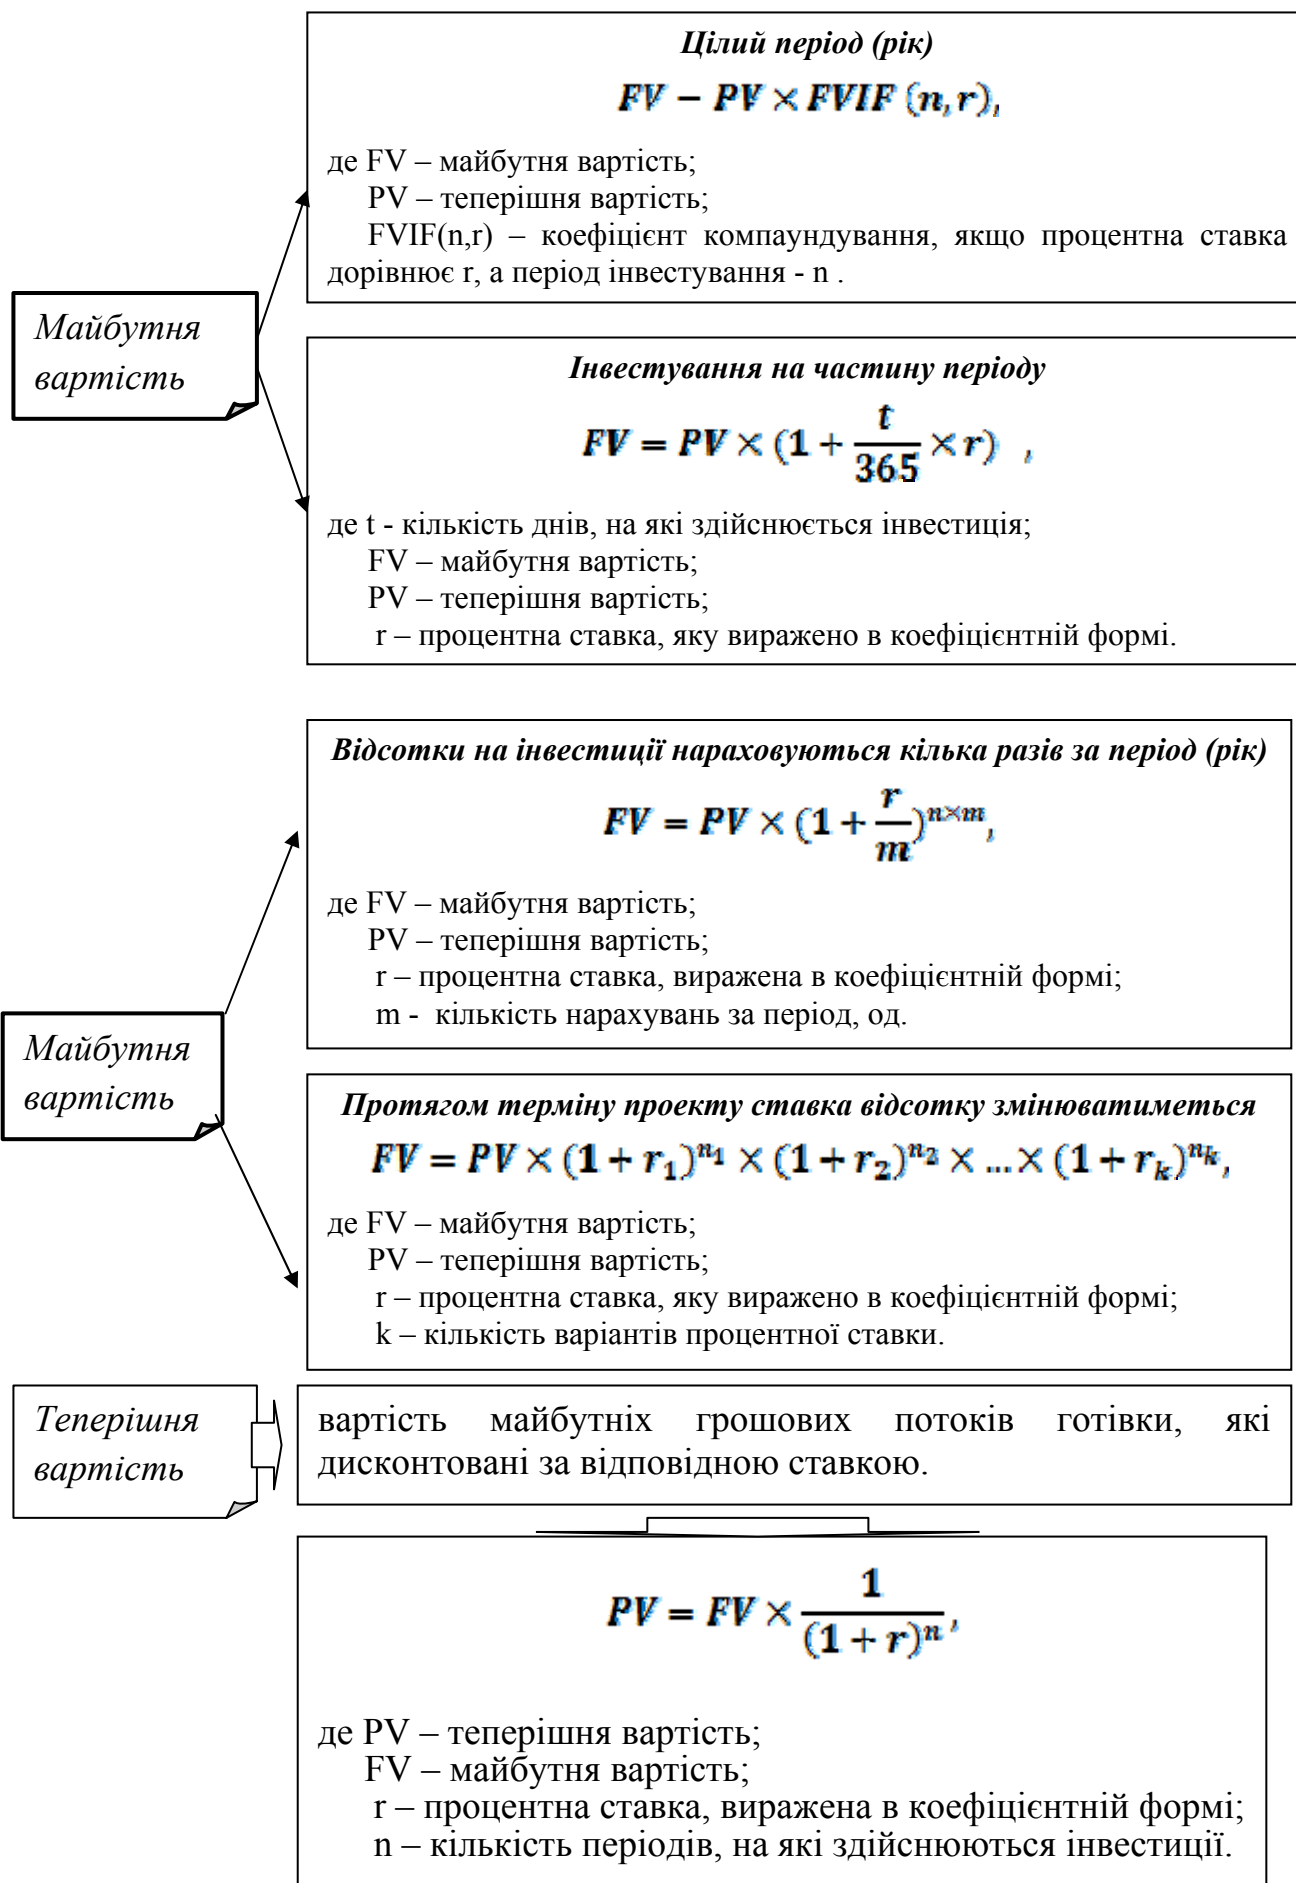 Цілий період (рік)
FV − PV × FVIF (n, r),
де FV – майбутня вартість;
PV – теперішня вартість;
FVIF(n,r) – коефіцієнт компаундування, якщо процентна ставка
дорівнює r, а період інвестування - n .
Майбутня
вартість
Інвестування на частину періоду
FV = PV × (1 + t/365 × r) ,
де t - кількість днів, на які здійснюється інвестиція;
FV – майбутня вартість;
PV – теперішня вартість;
r – процентна ставка, яку виражено в коефіцієнтній формі.
Відсотки на інвестиції нараховуються кілька разів за період (рік)
FV = PV × (1 + r/m)^{n×m},
де FV – майбутня вартість;
PV – теперішня вартість;
r – процентна ставка, виражена в коефіцієнтній формі;
m - кількість нарахувань за період, од.
Майбутня
вартість
Протягом терміну проекту ставка відсотку змінюватиметься
FV = PV × (1 + r₁)^{n₁} × (1 + r₂)^{n₂} × ... × (1 + r_k)^{n_k},
де FV – майбутня вартість;
PV – теперішня вартість;
r – процентна ставка, яку виражено в коефіцієнтній формі;
k – кількість варіантів процентної ставки.
Теперішня
вартість
вартість майбутніх грошових потоків готівки, які
дисконтовані за відповідною ставкою.
PV = FV × 1/(1 + r)^n,
де PV – теперішня вартість;
FV – майбутня вартість;
r – процентна ставка, виражена в коефіцієнтній формі;
n – кількість періодів, на які здійснюються інвестиції.